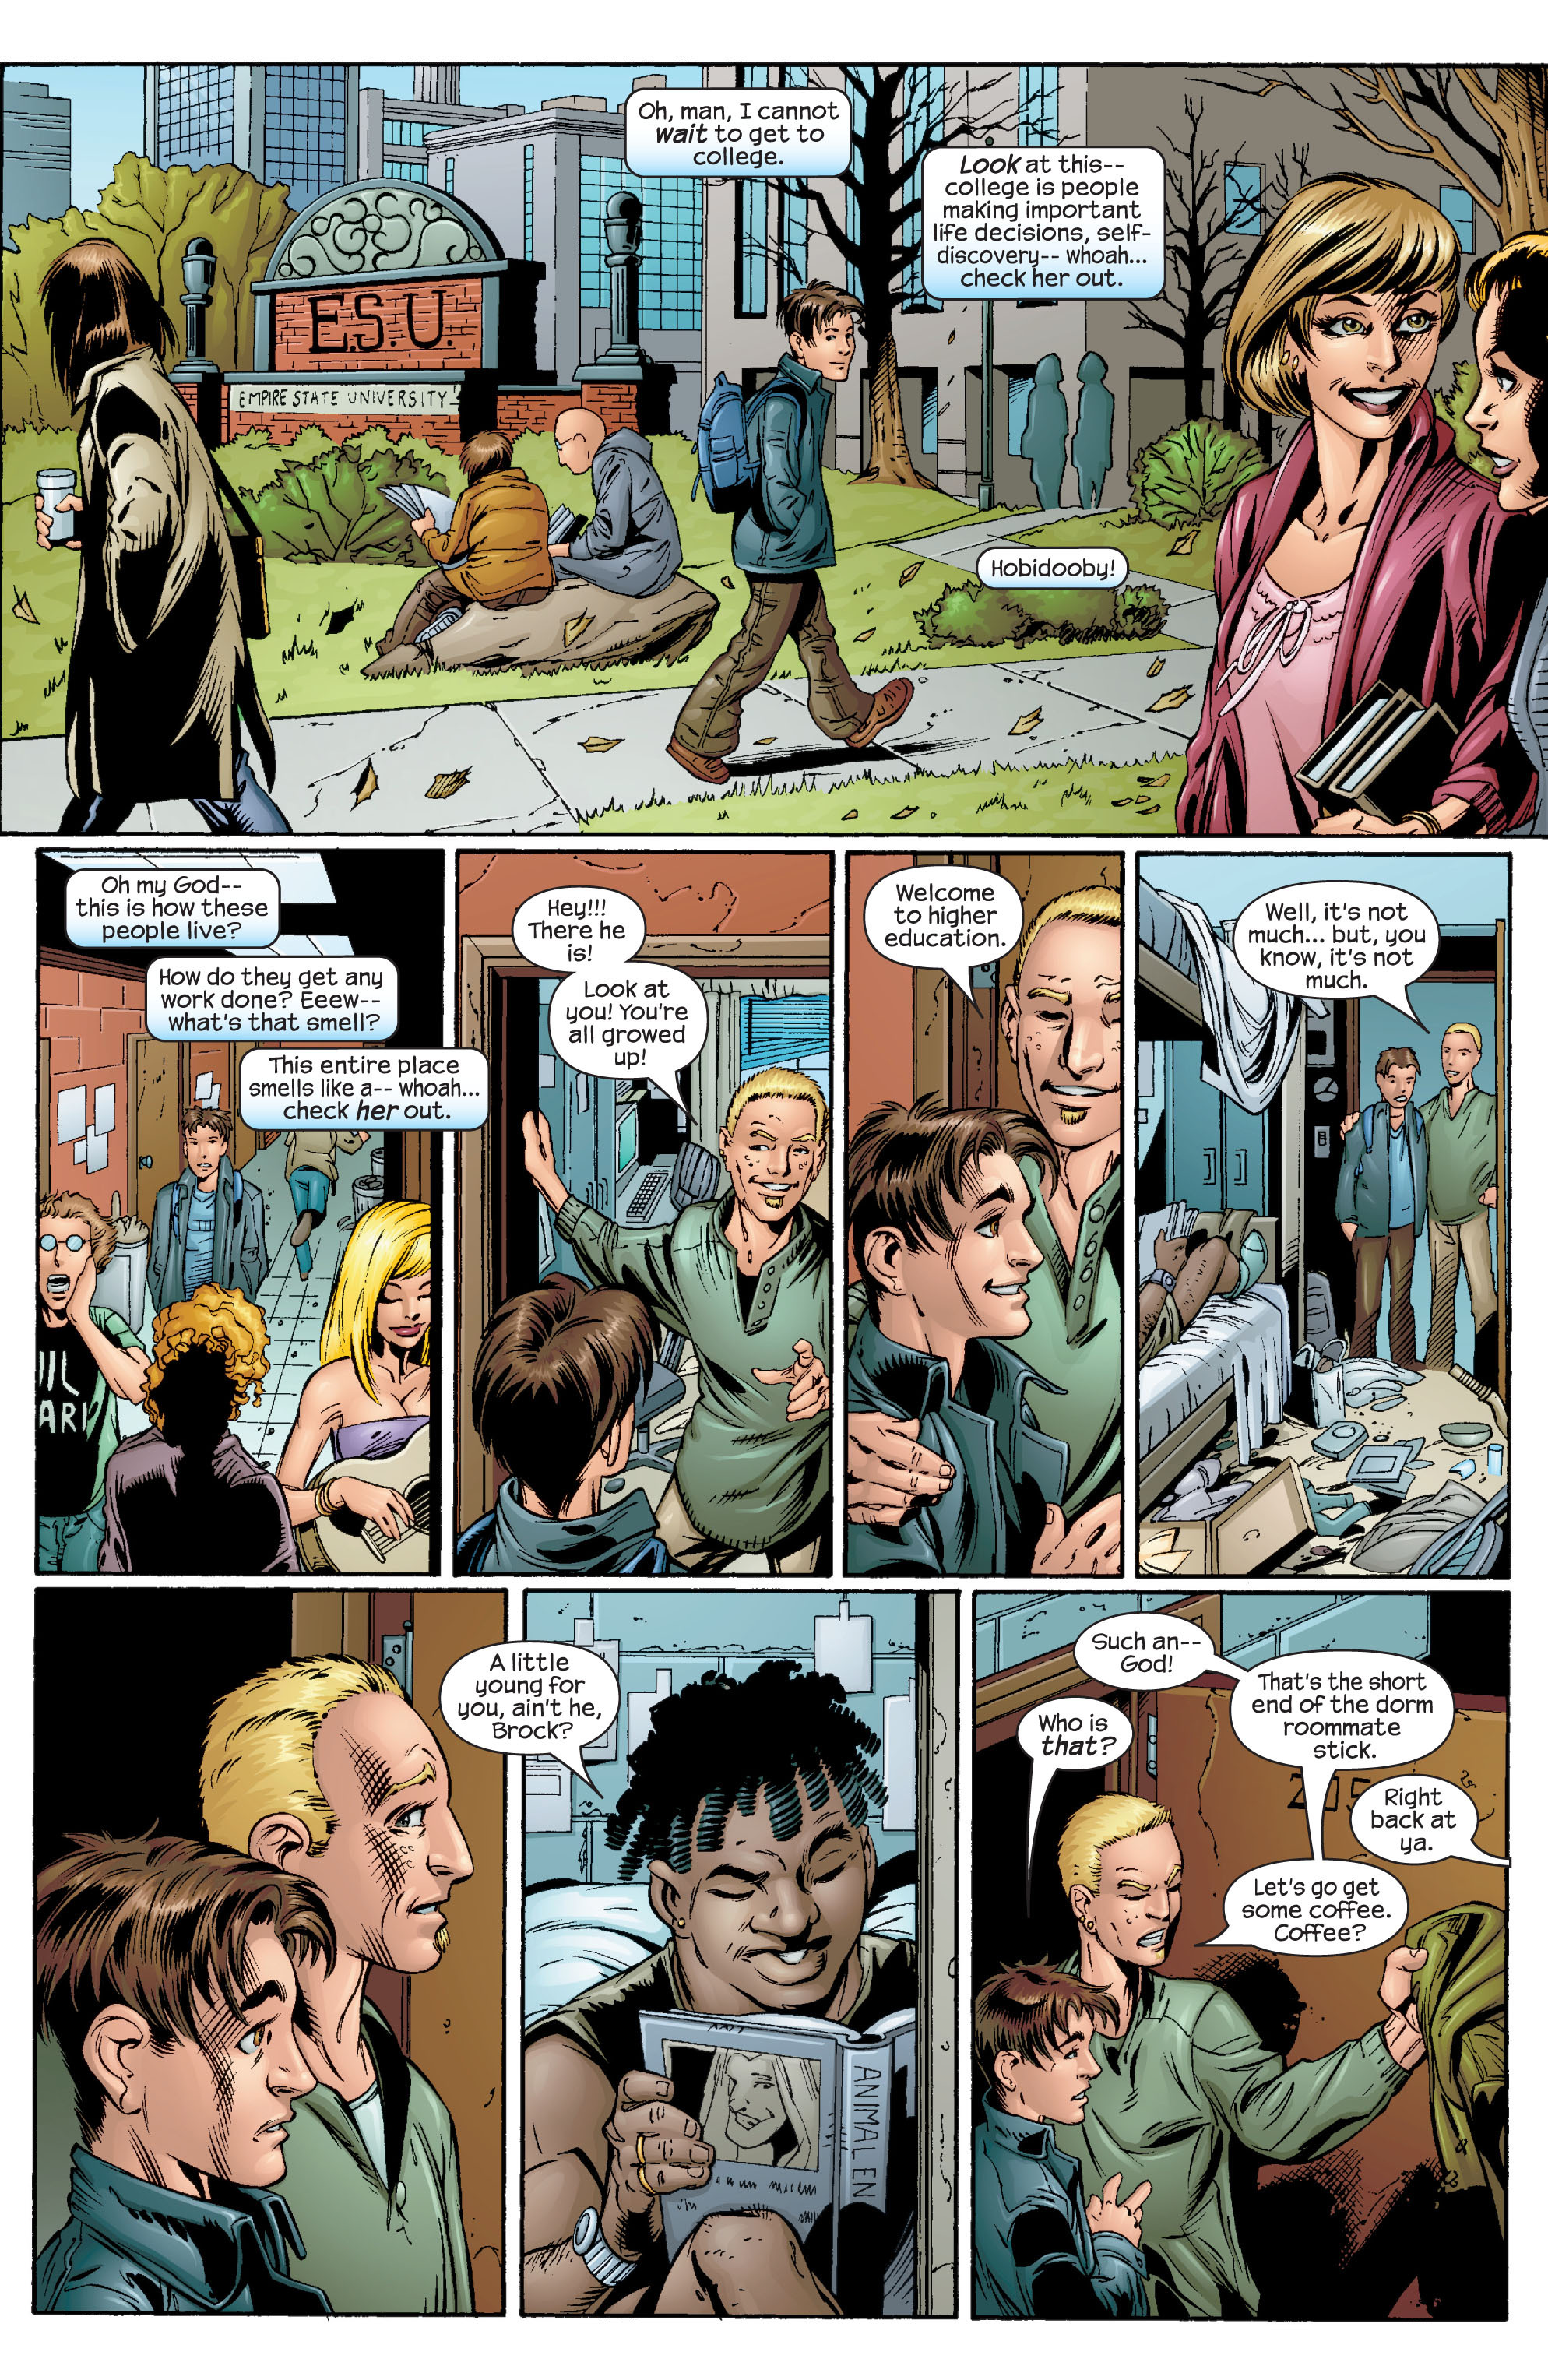 Oh, man, I cannot
wait to get to
college.
Look at this--
college is people
making important
life decisions, self-
discovery-- whoah...
check her out.
E.S.U.
EMPIRE STATE UNIVERSITY
Hobidooby!
Oh my God--
this is how these
people live?
How do they get any
work done? Eeew--
what's that smell?
This entire place
smells like a-- whoah...
check her out.
Hey!!!
There he
is!
Look at
you! You're
all growed
up!
Welcome
to higher
education.
Well, it's not
much... but, you
know, it's not
much.
A little
young for
you, ain't he,
Brock?
ANIMAL EN
Such an--
God!
Who is
that?
That's the short
end of the dorm
roommate
stick.
205
Right
back at
ya.
Let's go get
some coffee.
Coffee?